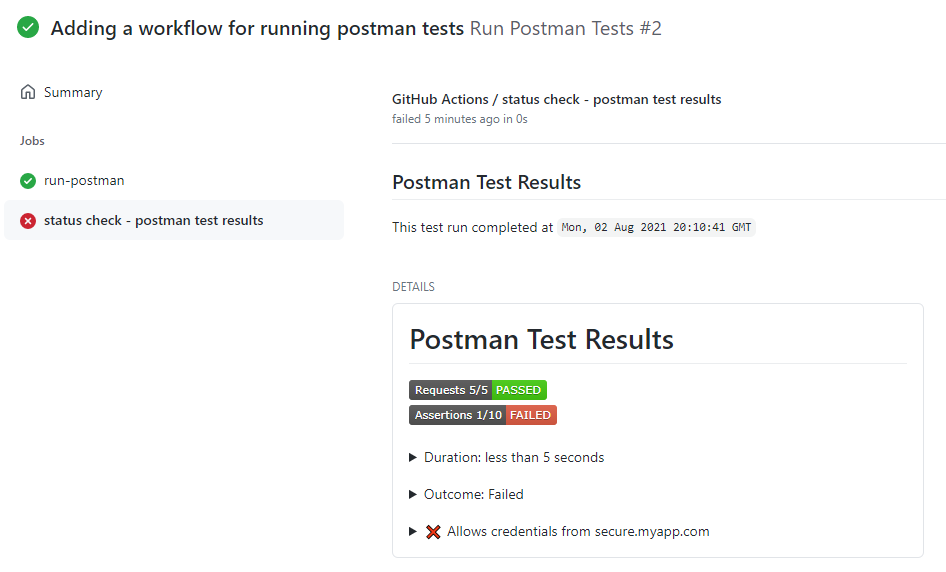 Adding a workflow for running postman tests Run Postman Tests #2
Summary
Jobs
run-postman
status check - postman test results
GitHub Actions / status check - postman test results
failed 5 minutes ago in 0s
Postman Test Results
This test run completed at Mon, 02 Aug 2021 20:10:41 GMT
DETAILS
Postman Test Results
Requests 5/5 PASSED
Assertions 1/10 FAILED
Duration: less than 5 seconds
Outcome: Failed
Allows credentials from secure.myapp.com